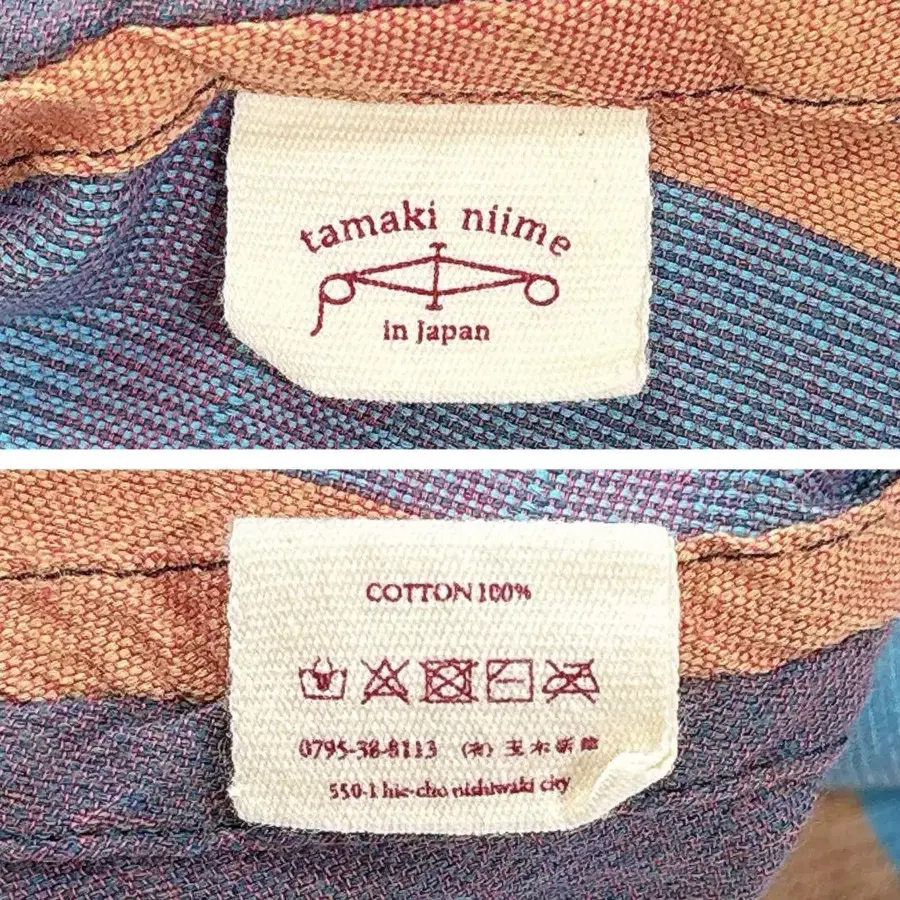 tamaki niime
in Japan
COTTON 100%
0795-38-8113 (有) 玉木新雌
550-1 hie-cho nishiwaki city